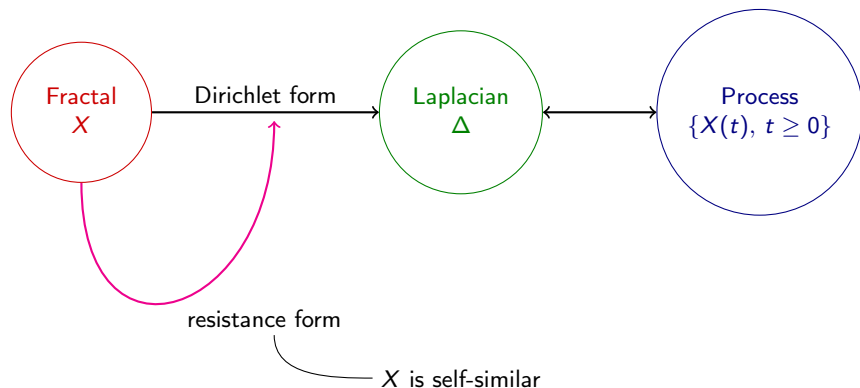 Fractal
X
Dirichlet form
Laplacian
Δ
Process
{X(t), t ≥ 0}
resistance form
X is self-similar